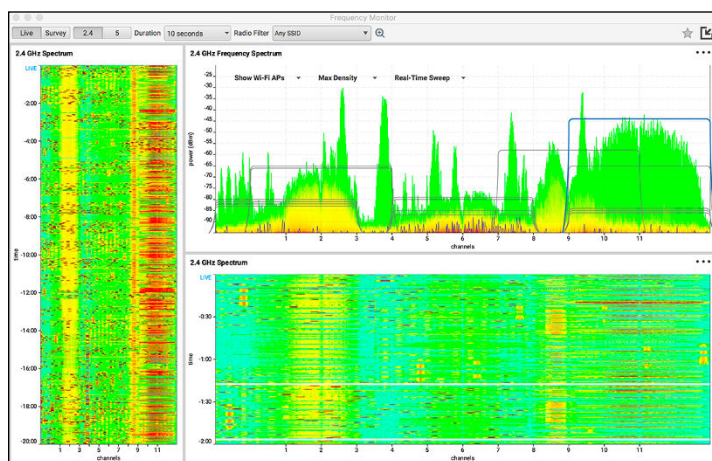 Frequency Monitor
Live Survey 2.4 5 Duration 10 seconds Radio Filter Any SSID
2.4 GHz Spectrum
LIVE
-2:00
-4:00
-6:00
-8:00
-10:00
-12:00
-14:00
-16:00
-18:00
-20:00
time
1 3 5 7 9 11
channels
2.4 GHz Frequency Spectrum
Show Wi-Fi APs Max Density Real-Time Sweep
-25
-30
-35
-40
-45
-50
-55
-60
-65
-70
-75
-80
-85
-90
power [dBm]
1 2 3 4 5 6 7 8 9 10 11
channels
2.4 GHz Spectrum
LIVE
-0:30
-1:00
-1:30
-2:00
time
1 2 3 4 5 6 7 8 9 10 11
channels